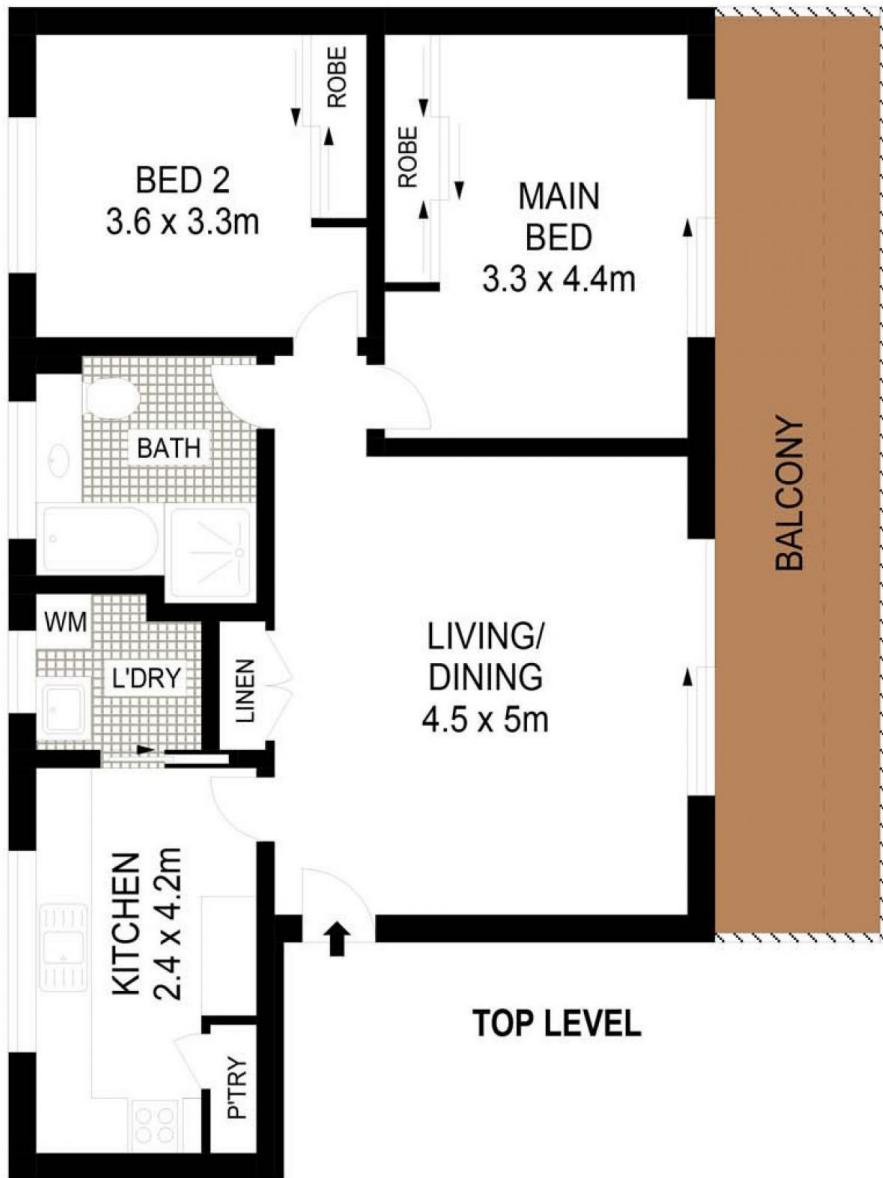 BED 2
3.6 x 3.3m
ROBE
ROBE
MAIN
BED
3.3 x 4.4m
BATH
BALCONY
WM
L'DRY
LINEN
LIVING/
DINING
4.5 x 5m
KITCHEN
2.4 x 4.2m
P'TRY
TOP LEVEL